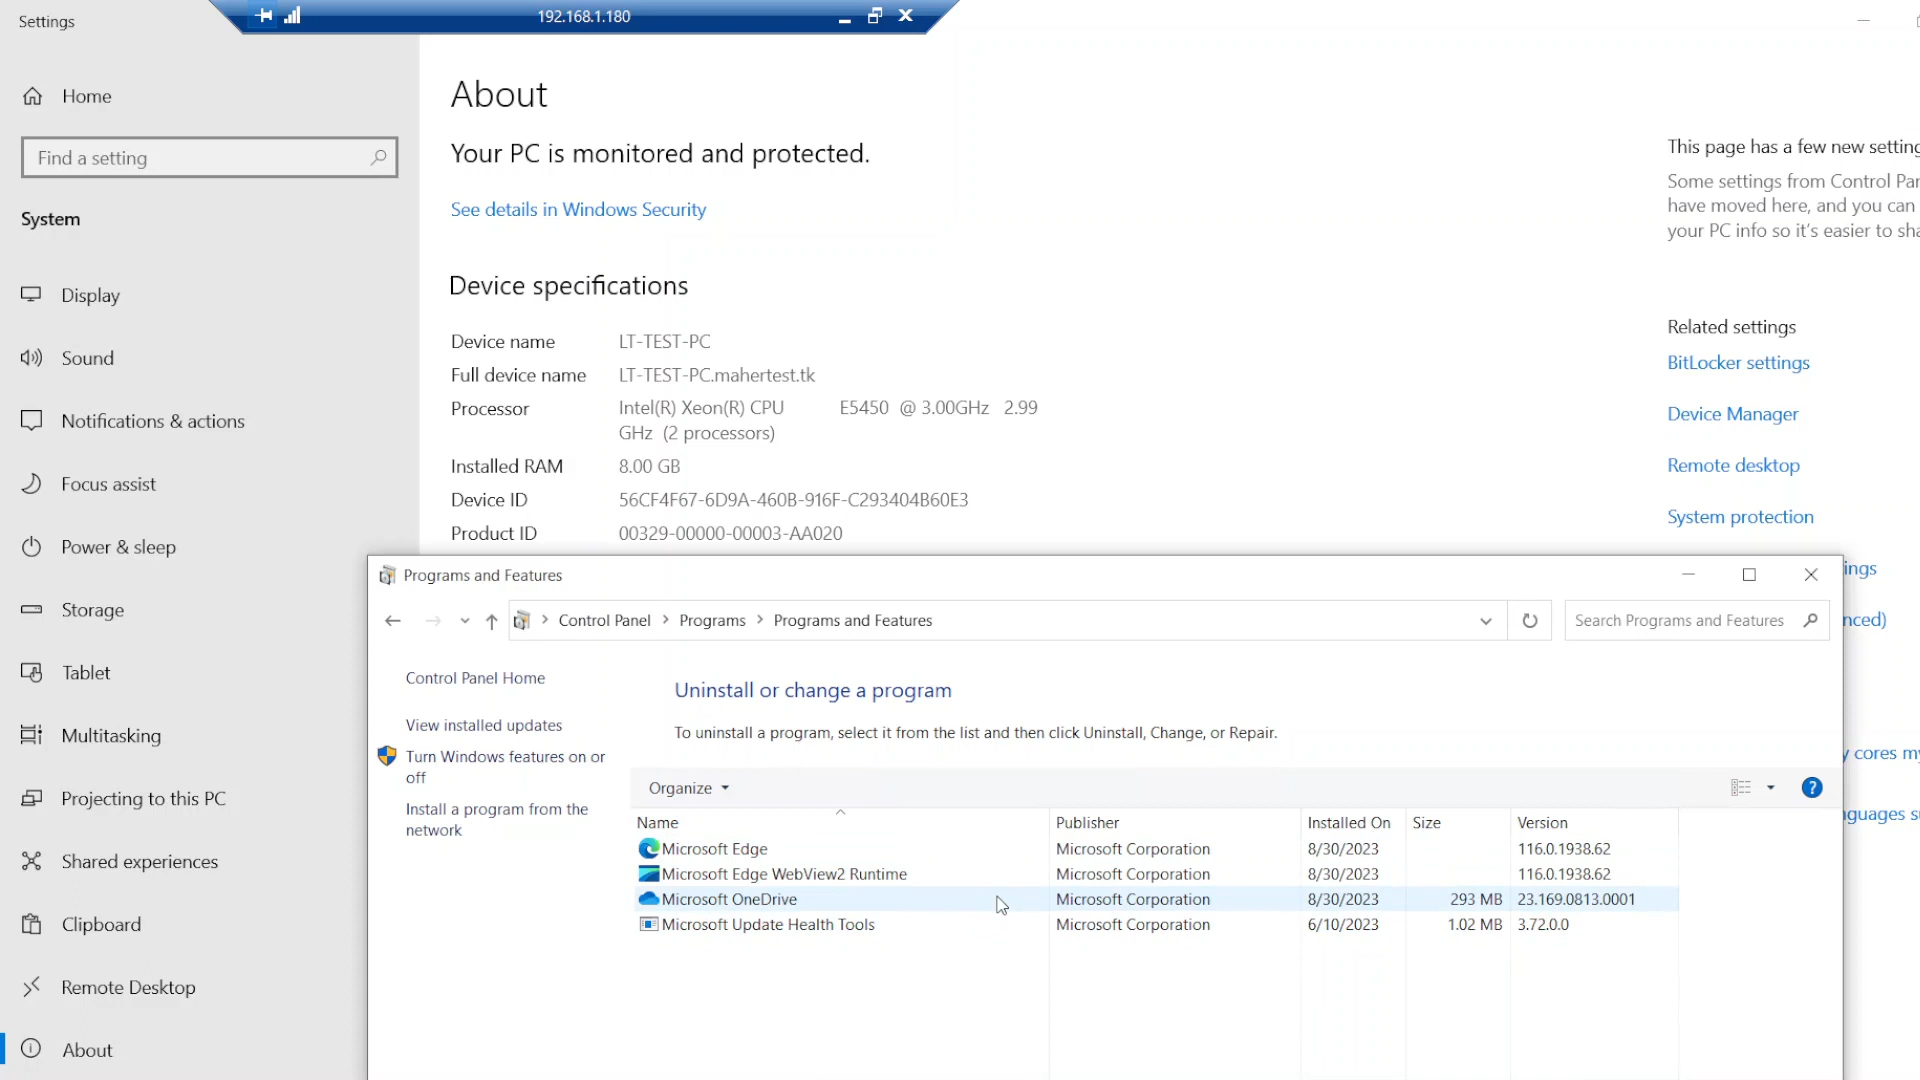 Settings
192.168.1.180
Home
Find a setting
System
Display
Sound
Notifications & actions
Focus assist
Power & sleep
Storage
Tablet
Multitasking
Projecting to this PC
Shared experiences
Clipboard
Remote Desktop
About
About
Your PC is monitored and protected.
See details in Windows Security
Device specifications
Device name LT-TEST-PC
Full device name LT-TEST-PC.mahertest.tk
Processor Intel(R) Xeon(R) CPU E5450 @ 3.00GHz 2.99
GHz (2 processors)
Installed RAM 8.00 GB
Device ID 56CF4F67-6D9A-460B-916F-C293404B60E3
Product ID 00329-00000-00003-AA020
This page has a few new setting
Some settings from Control Par
have moved here, and you can
your PC info so it's easier to sha
Related settings
BitLocker settings
Device Manager
Remote desktop
System protection
ings
nced)
y cores my
nguages su
Programs and Features
Control Panel > Programs > Programs and Features
Search Programs and Features
Control Panel Home
View installed updates
Turn Windows features on or
off
Install a program from the
network
Uninstall or change a program
To uninstall a program, select it from the list and then click Uninstall, Change, or Repair.
Organize
Name Publisher Installed On Size Version
Microsoft Edge Microsoft Corporation 8/30/2023 116.0.1938.62
Microsoft Edge WebView2 Runtime Microsoft Corporation 8/30/2023 116.0.1938.62
Microsoft OneDrive Microsoft Corporation 8/30/2023 293 MB 23.169.0813.0001
Microsoft Update Health Tools Microsoft Corporation 6/10/2023 1.02 MB 3.72.0.0